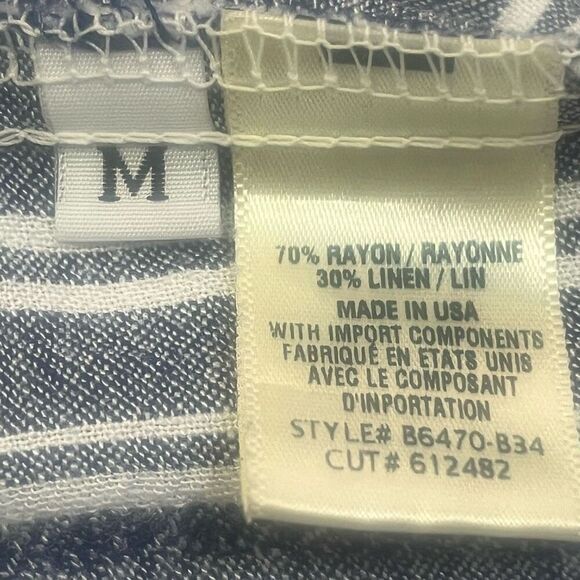 M
70% RAYON / RAYONNE
30% LINEN / LIN
MADE IN USA
WITH IMPORT COMPONENTS
FABRIQUÉ EN ETATS UNIS
AVEC LE COMPOSANT
D'INPORTATION
STYLE# B6470-B34
CUT# 612482